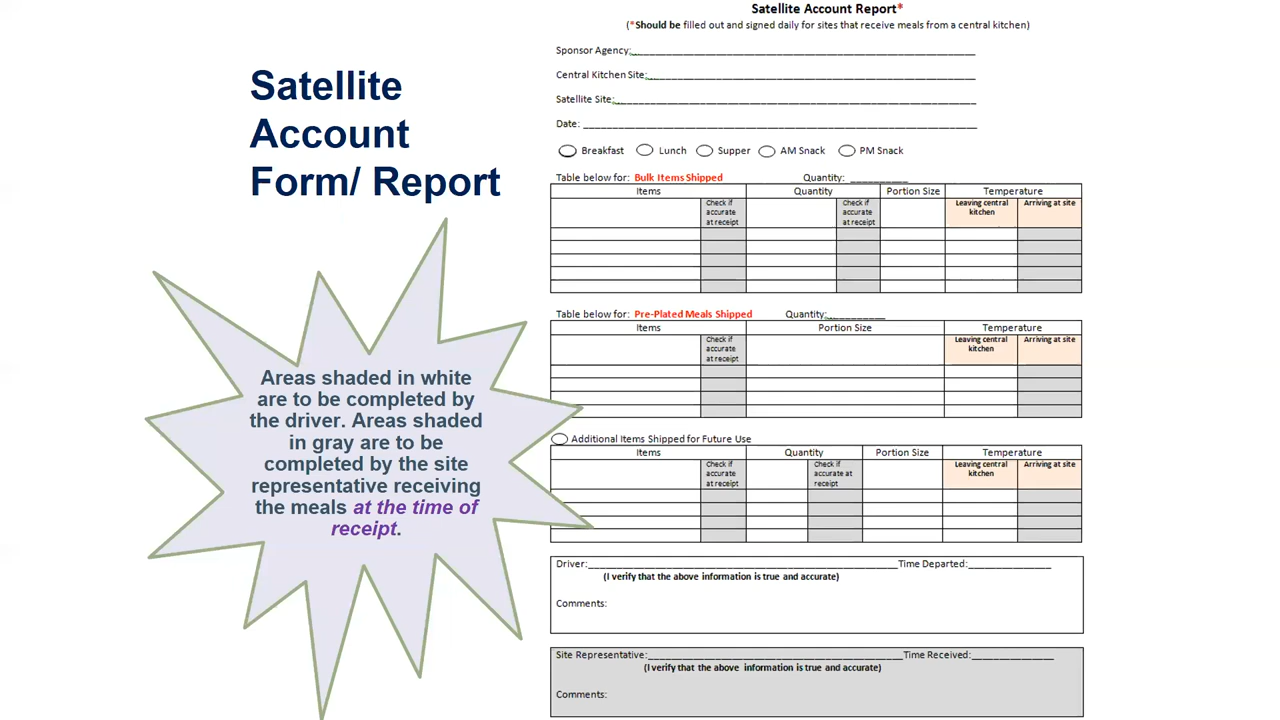 Satellite
Account
Form/ Report
Areas shaded in white
are to be completed by
the driver. Areas shaded
in gray are to be
completed by the site
representative receiving
the meals at the time of
receipt.
Satellite Account Report*
(*Should be filled out and signed daily for sites that receive meals from a central kitchen)
Sponsor Agency:
Central Kitchen Site:
Satellite Site:
Date:
Breakfast Lunch Supper AM Snack PM Snack
Table below for: Bulk Items Shipped Quantity:
Items Quantity Portion Size Temperature
Check if
accurate
at receipt
Check if
accurate
at receipt
Leaving central
kitchen
Arriving at site
Table below for: Pre-Plated Meals Shipped Quantity:
Items Portion Size Temperature
Check if
accurate
at receipt
Leaving central
kitchen
Arriving at site
Additional Items Shipped for Future Use
Items Quantity Portion Size Temperature
Check if
accurate
at receipt
Check if
accurate at
receipt
Leaving central
kitchen
Arriving at site
Driver: Time Departed:
(I verify that the above information is true and accurate)
Comments:
Site Representative: Time Received:
(I verify that the above information is true and accurate)
Comments: